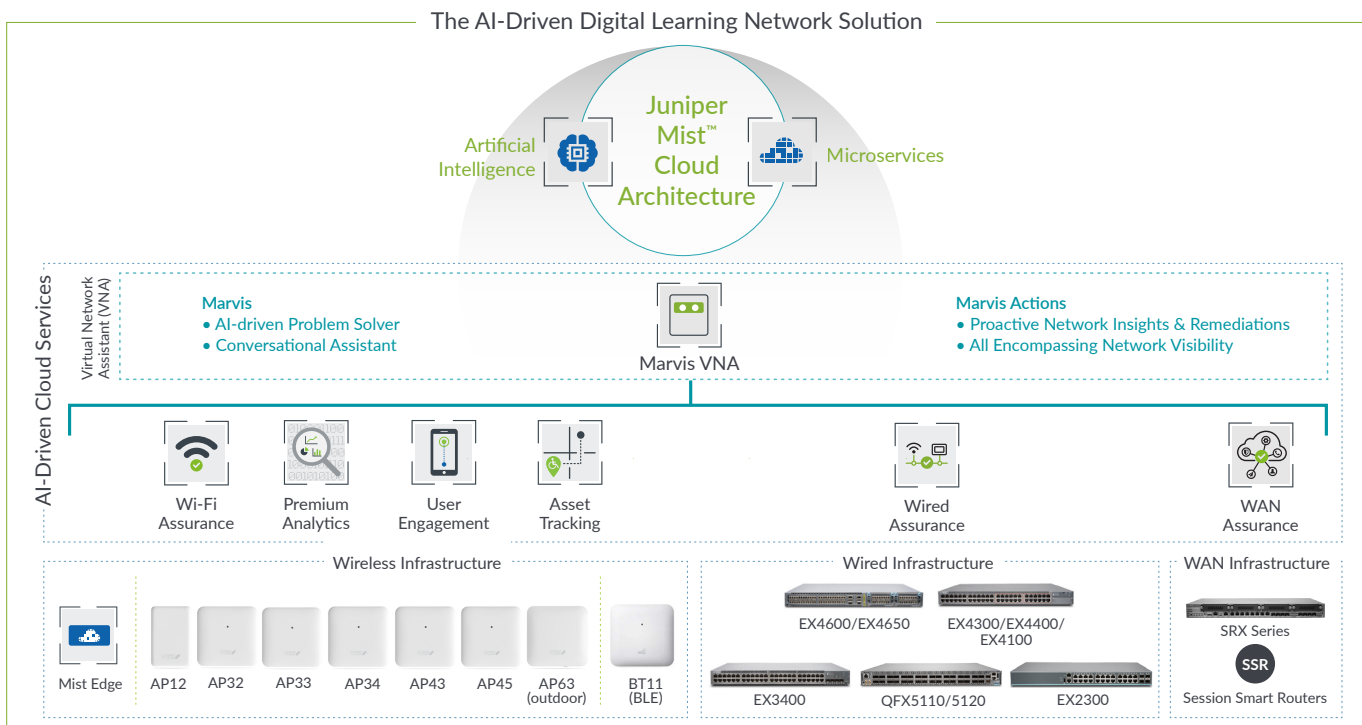 The AI-Driven Digital Learning Network Solution
Juniper
Mist™
Cloud
Architecture
Artificial
Intelligence
Microservices
AI-Driven Cloud Services
Virtual Network
Assistant (VNA)
Marvis
• AI-driven Problem Solver
• Conversational Assistant
Marvis VNA
Marvis Actions
• Proactive Network Insights & Remediations
• All Encompassing Network Visibility
Wi-Fi
Assurance
Premium
Analytics
User
Engagement
Asset
Tracking
Wired
Assurance
WAN
Assurance
Wireless Infrastructure
Mist Edge
AP12
AP32
AP33
AP34
AP43
AP45
AP63
(outdoor)
BT11
(BLE)
Wired Infrastructure
EX4600/EX4650
EX4300/EX4400/
EX4100
EX3400
QFX5110/5120
EX2300
WAN Infrastructure
SRX Series
SSR
Session Smart Routers